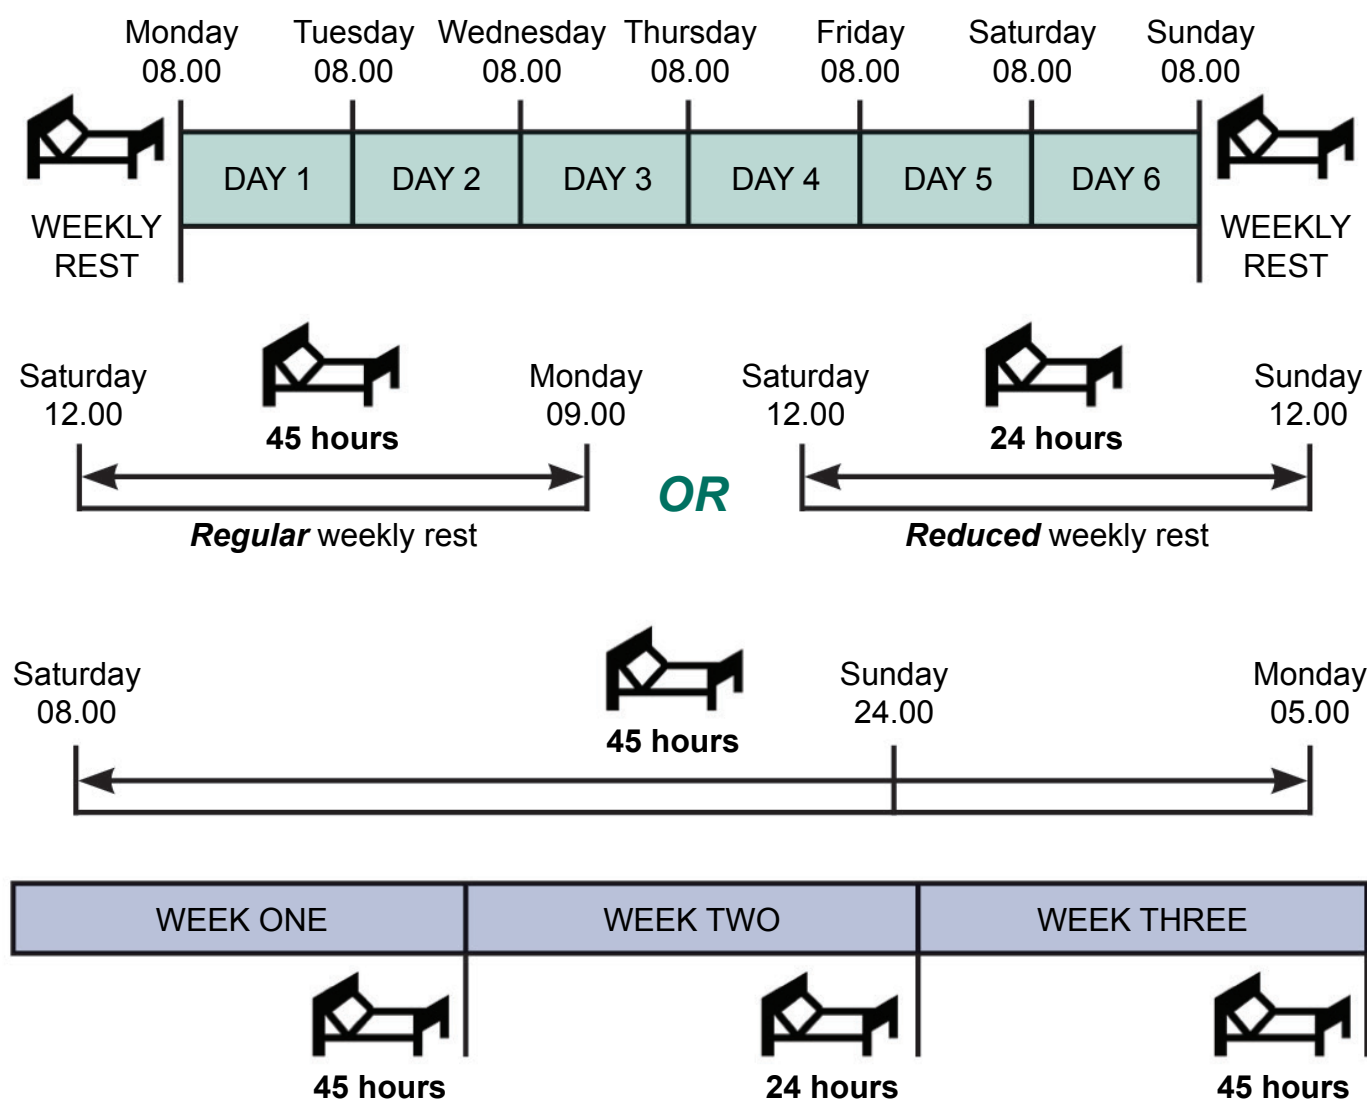 Monday Tuesday Wednesday Thursday Friday Saturday Sunday
08.00 08.00 08.00 08.00 08.00 08.00 08.00
DAY 1 DAY 2 DAY 3 DAY 4 DAY 5 DAY 6
WEEKLY REST
WEEKLY REST
Saturday
12.00
45 hours
Monday
09.00
Regular weekly rest
OR
Saturday
12.00
24 hours
Sunday
12.00
Reduced weekly rest
Saturday
08.00
45 hours
Sunday
24.00
Monday
05.00
WEEK ONE WEEK TWO WEEK THREE
45 hours 24 hours 45 hours